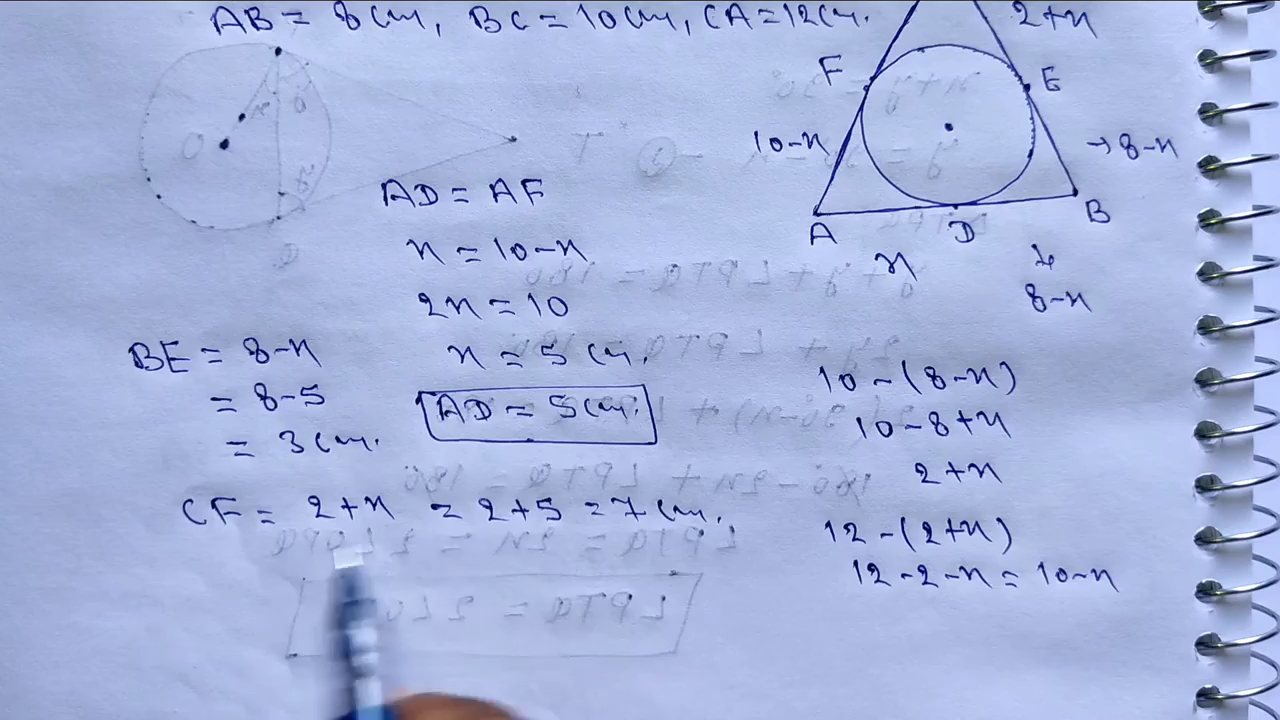 AB = 8cm, BC = 10cm, CA = 12cm.
2+x
F
E
10-x
→ 8-x
A
D
B
x
8-x
AD = AF
x = 10-x
2x = 10
x = 5 cm.
AD = 5cm.
BE = 8-x
= 8-5
= 3cm.
CF = 2+x = 2+5 = 7cm.
10-(8-x)
10-8+x
2+x
12-(2+x)
12-2-x = 10-x